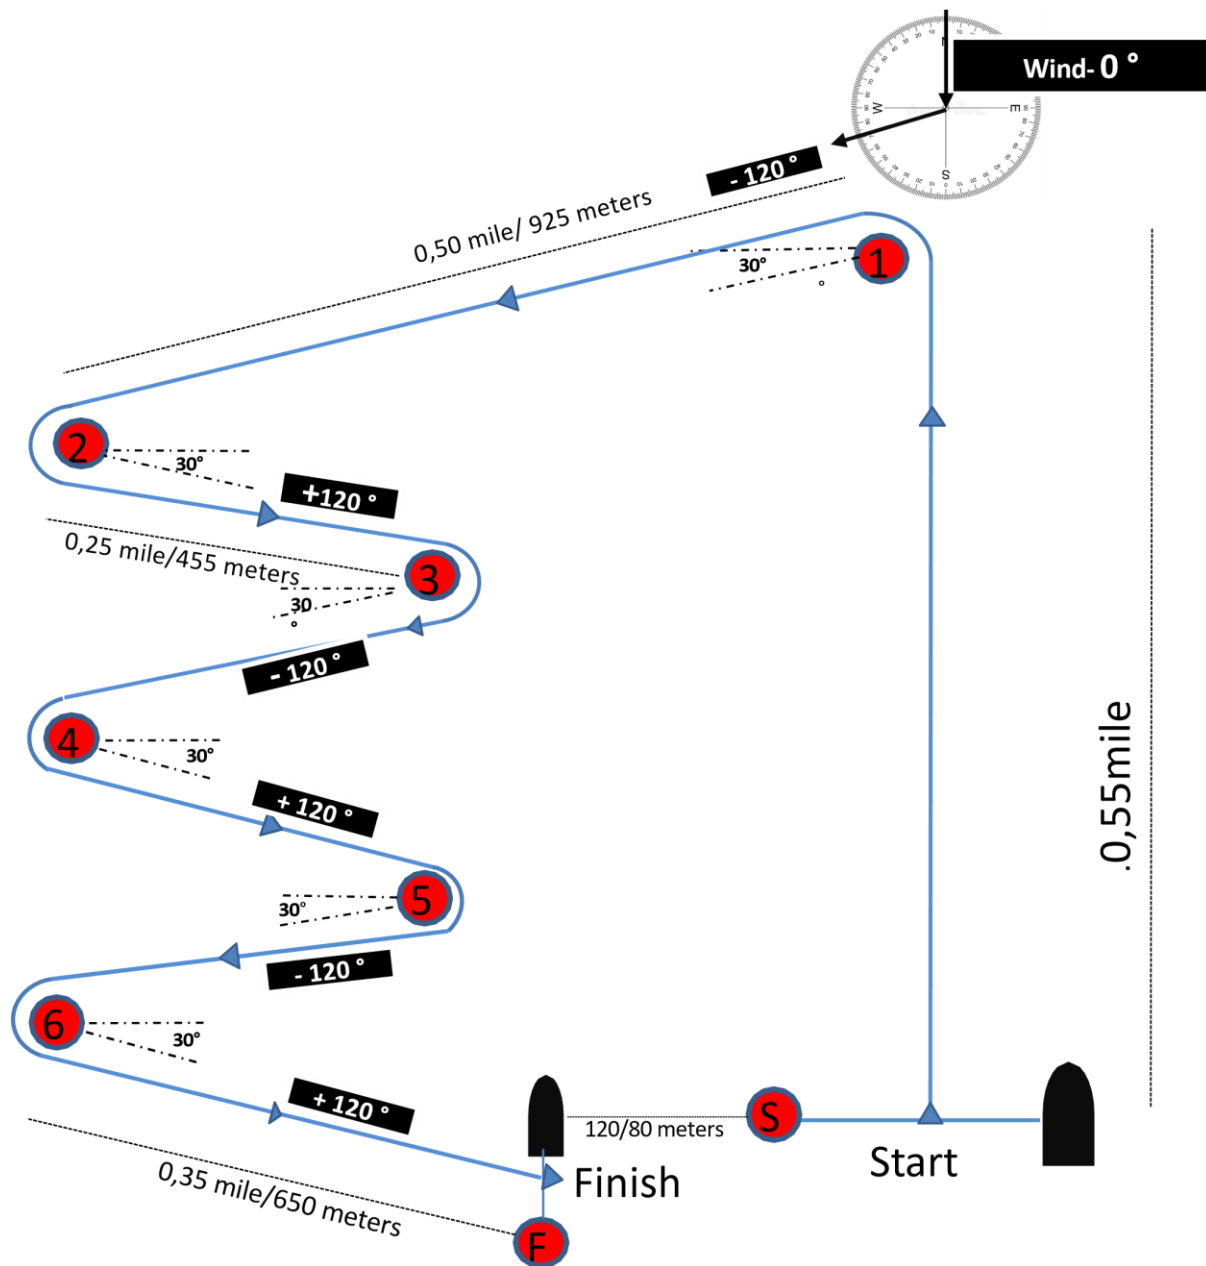 N
W
E
S
Wind- 0 °
- 120 °
0,50 mile/ 925 meters
1
30°
°
2
30°
+120 °
0,25 mile/455 meters
3
30
°
- 120 °
4
30°
+ 120 °
5
30°
- 120 °
6
30°
+ 120 °
0,35 mile/650 meters
F
Finish
120/80 meters
S
Start
.0,55mile